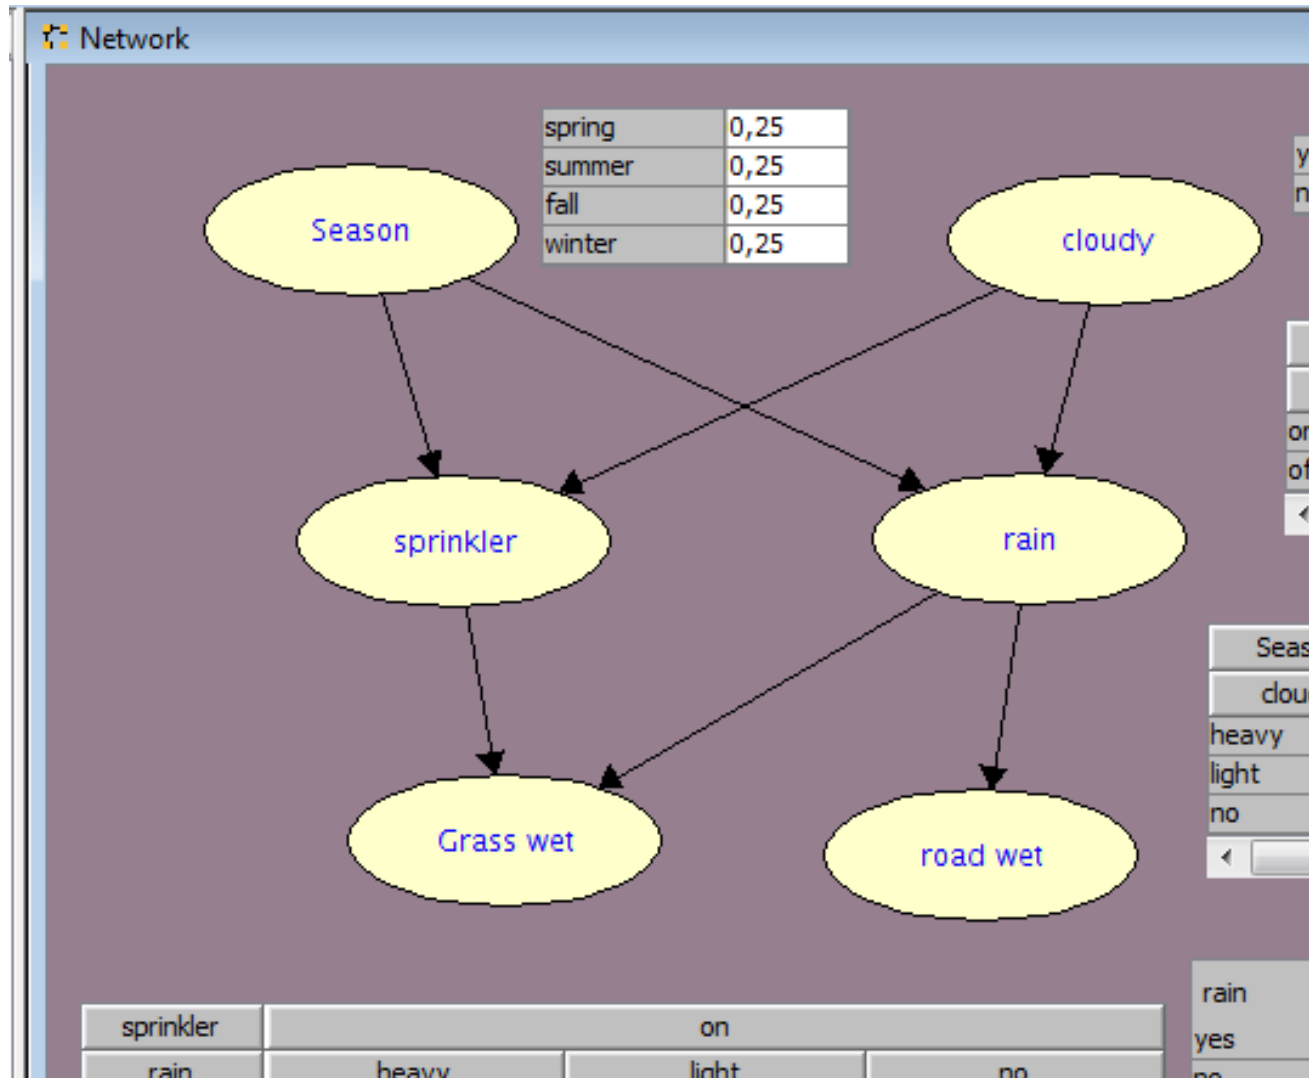 Network
spring 0,25
summer 0,25
fall 0,25
winter 0,25
Season
cloudy
sprinkler
rain
heavy
light
no
Grass wet
road wet
rain
yes
sprinkler on
rain heavy light no